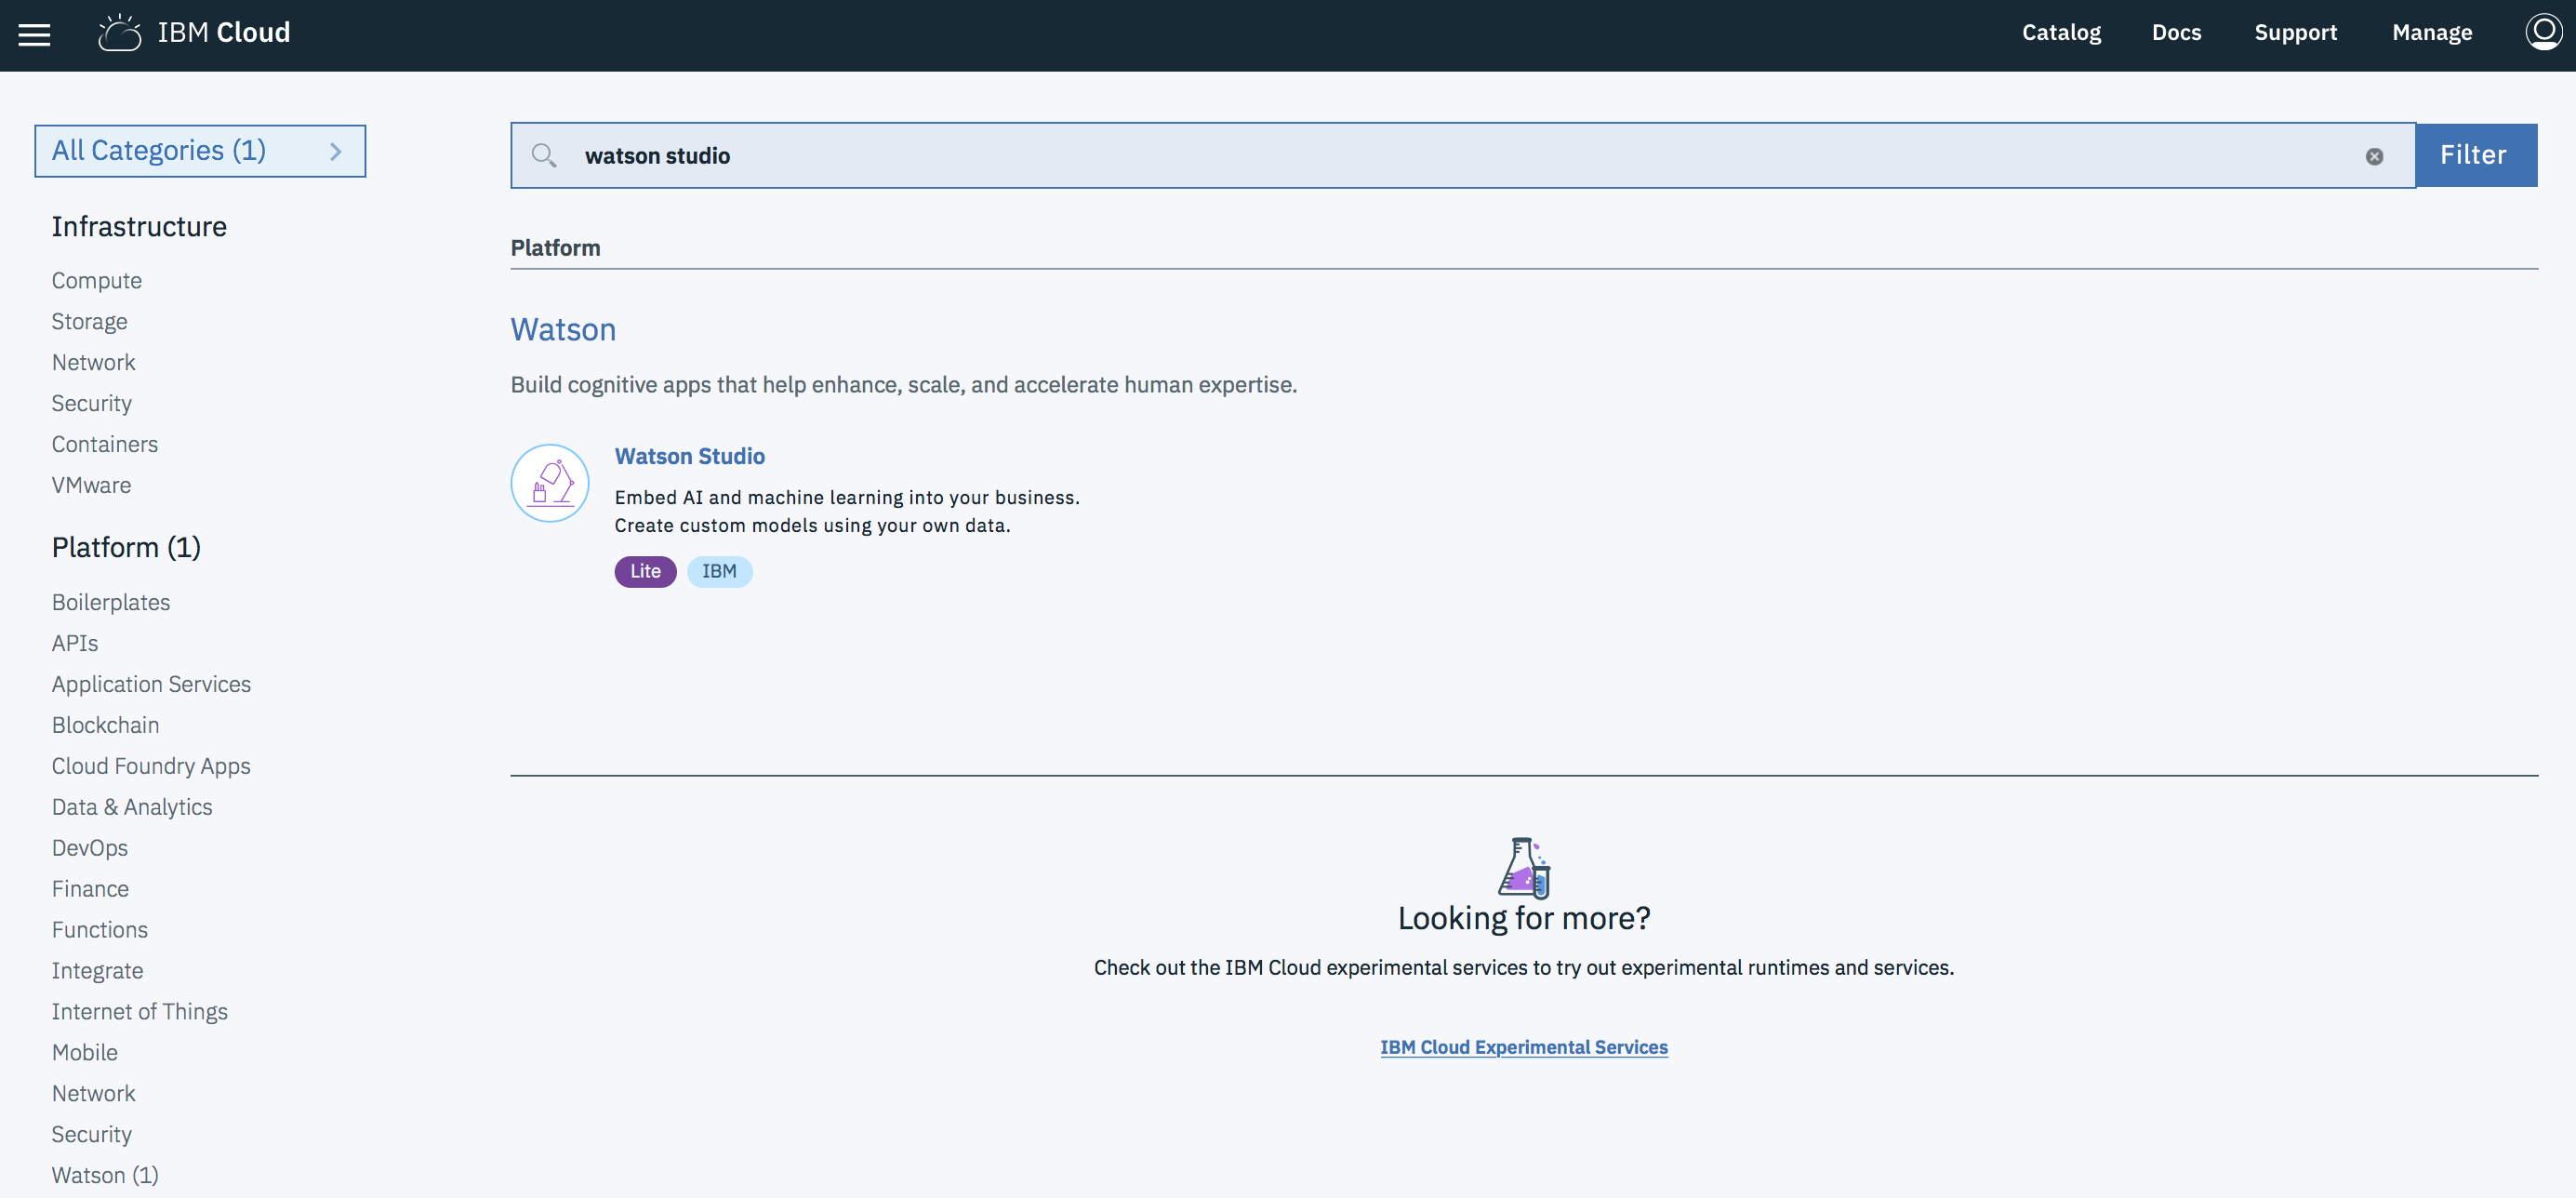 IBM Cloud
Catalog Docs Support Manage
All Categories (1)
Infrastructure
Compute
Storage
Network
Security
Containers
VMware
Platform (1)
Boilerplates
APIs
Application Services
Blockchain
Cloud Foundry Apps
Data & Analytics
DevOps
Finance
Functions
Integrate
Internet of Things
Mobile
Network
Security
Watson (1)
watson studio
Filter
Platform
Watson
Build cognitive apps that help enhance, scale, and accelerate human expertise.
Watson Studio
Embed AI and machine learning into your business.
Create custom models using your own data.
Lite IBM
Looking for more?
Check out the IBM Cloud experimental services to try out experimental runtimes and services.
IBM Cloud Experimental Services